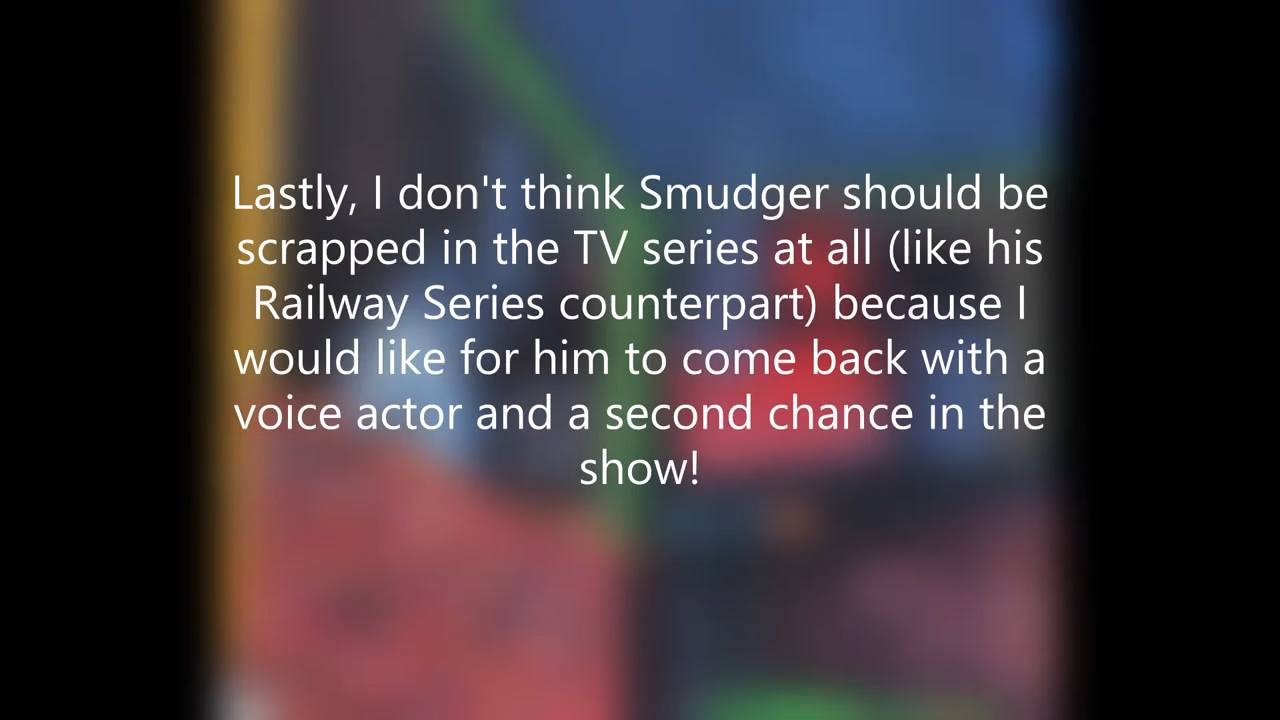 Lastly, I don't think Smudger should be
scrapped in the TV series at all (like his
Railway Series counterpart) because I
would like for him to come back with a
voice actor and a second chance in the
show!